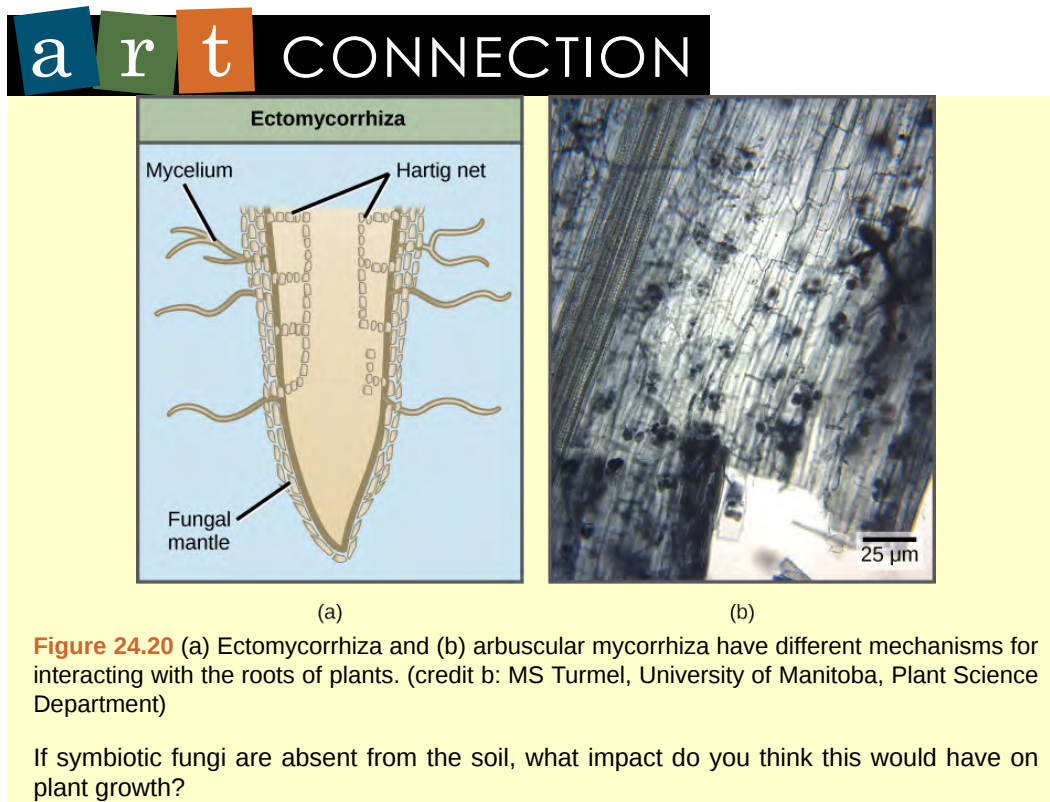 art CONNECTION
Ectomycorrhiza
Mycelium
Hartig net
Fungal
mantle
25 µm
(a)
(b)
Figure 24.20 (a) Ectomycorrhiza and (b) arbuscular mycorrhiza have different mechanisms for
interacting with the roots of plants. (credit b: MS Turmel, University of Manitoba, Plant Science
Department)
If symbiotic fungi are absent from the soil, what impact do you think this would have on
plant growth?